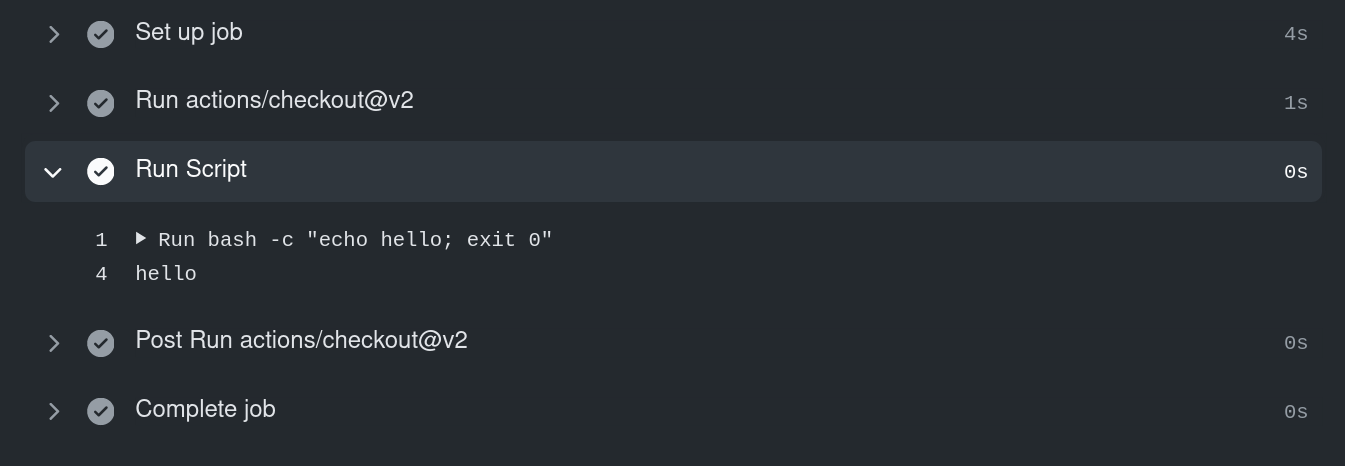 Set up job 4s
Run actions/checkout@v2 1s
Run Script 0s
1 Run bash -c "echo hello; exit 0"
4 hello
Post Run actions/checkout@v2 0s
Complete job 0s